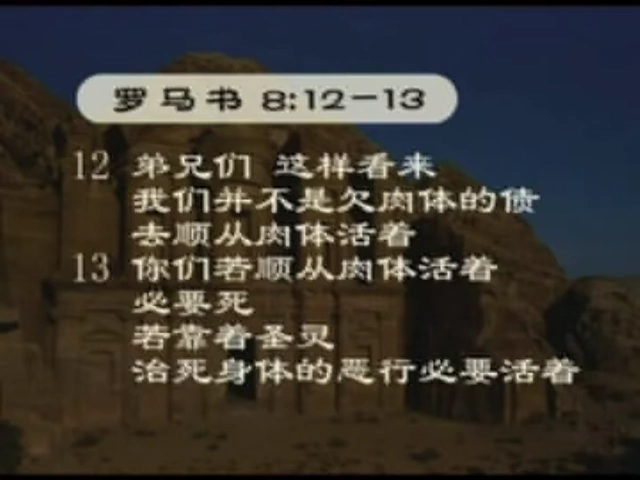 罗马书 8:12-13
12 弟兄们 这样看来
我们并不是欠肉体的债
去顺从肉体活着
13 你们若顺从肉体活着
必要死
若靠着圣灵
治死身体的恶行必要活着